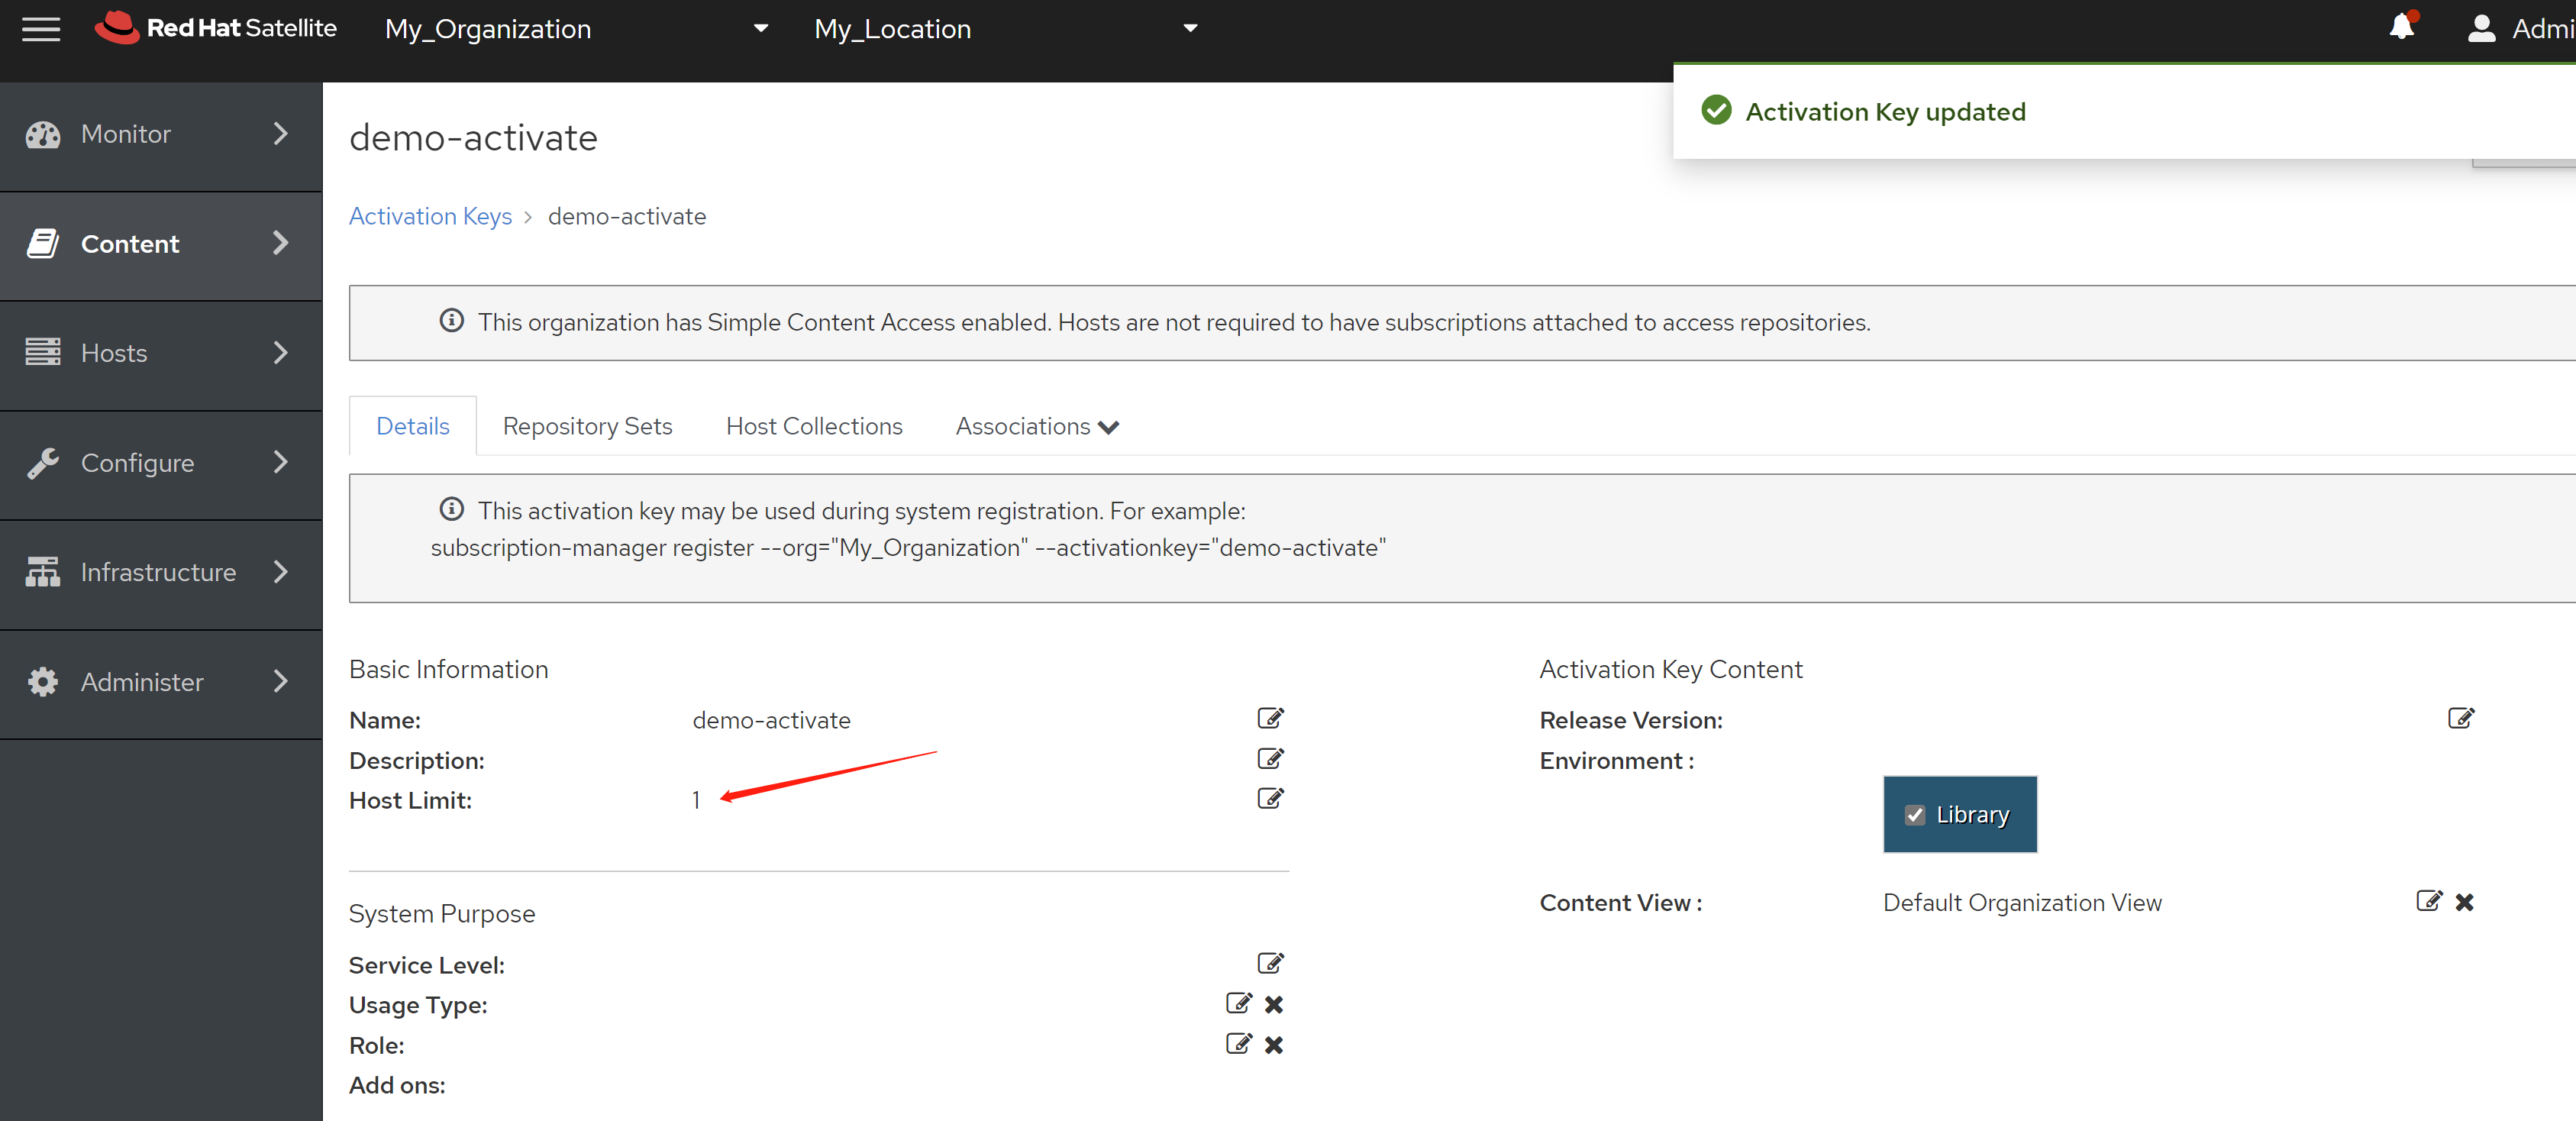 Red Hat Satellite My_Organization My_Location Admi
Activation Key updated
Monitor
Content
Hosts
Configure
Infrastructure
Administer
demo-activate
Activation Keys > demo-activate
This organization has Simple Content Access enabled. Hosts are not required to have subscriptions attached to access repositories.
Details Repository Sets Host Collections Associations
This activation key may be used during system registration. For example:
subscription-manager register --org="My_Organization" --activationkey="demo-activate"
Basic Information
Name: demo-activate
Description:
Host Limit: 1
System Purpose
Service Level:
Usage Type:
Role:
Add ons:
Activation Key Content
Release Version:
Environment :
Library
Content View : Default Organization View